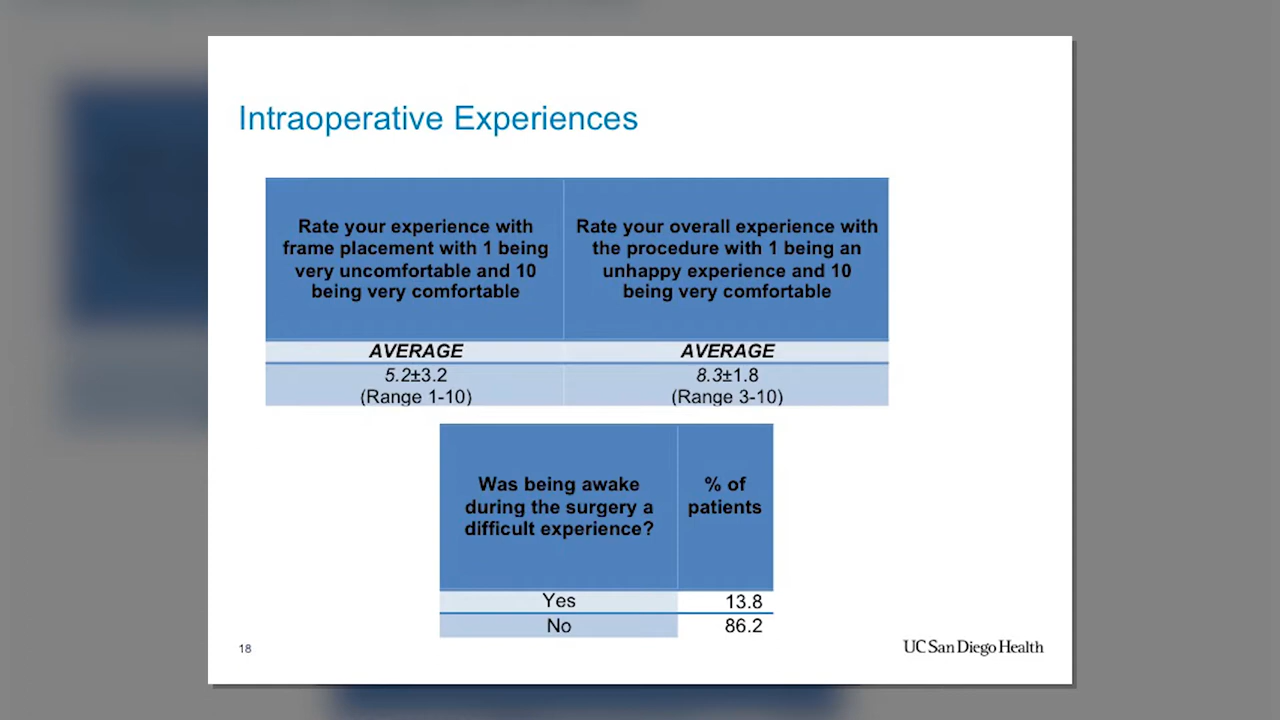 Intraoperative Experiences
Rate your experience with
frame placement with 1 being
very uncomfortable and 10
being very comfortable
Rate your overall experience with
the procedure with 1 being an
unhappy experience and 10
being very comfortable
AVERAGE
AVERAGE
5.2±3.2
(Range 1-10)
8.3±1.8
(Range 3-10)
Was being awake
during the surgery a
difficult experience?
% of
patients
Yes 13.8
No 86.2
18
UC San Diego Health